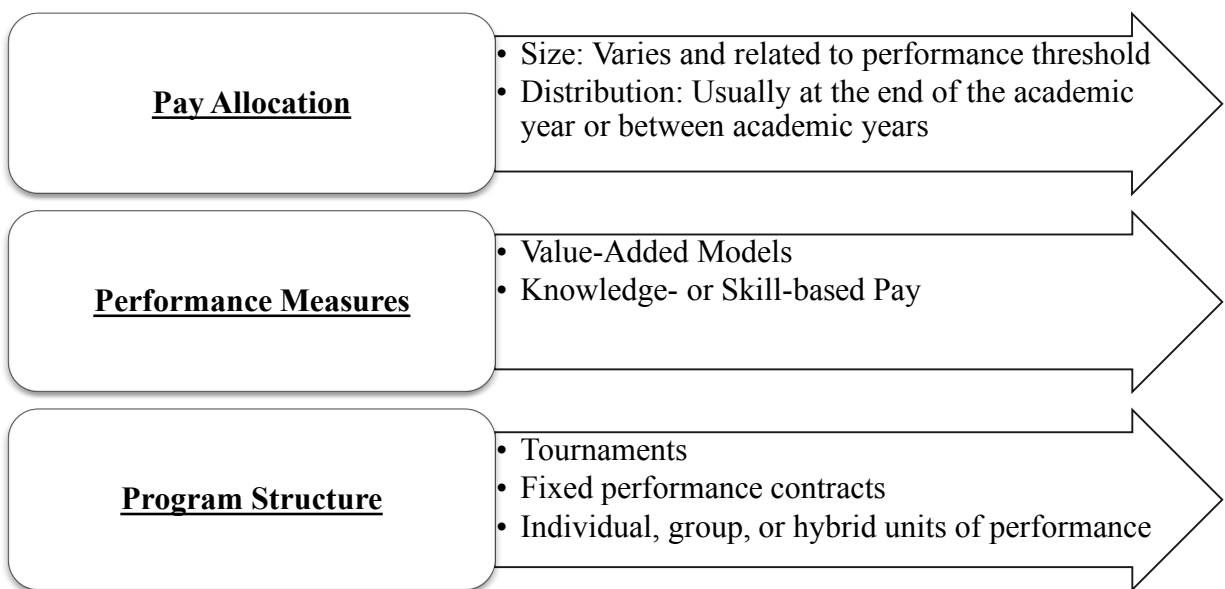 Pay Allocation
• Size: Varies and related to performance threshold
• Distribution: Usually at the end of the academic
year or between academic years
Performance Measures
• Value-Added Models
• Knowledge- or Skill-based Pay
Program Structure
• Tournaments
• Fixed performance contracts
• Individual, group, or hybrid units of performance